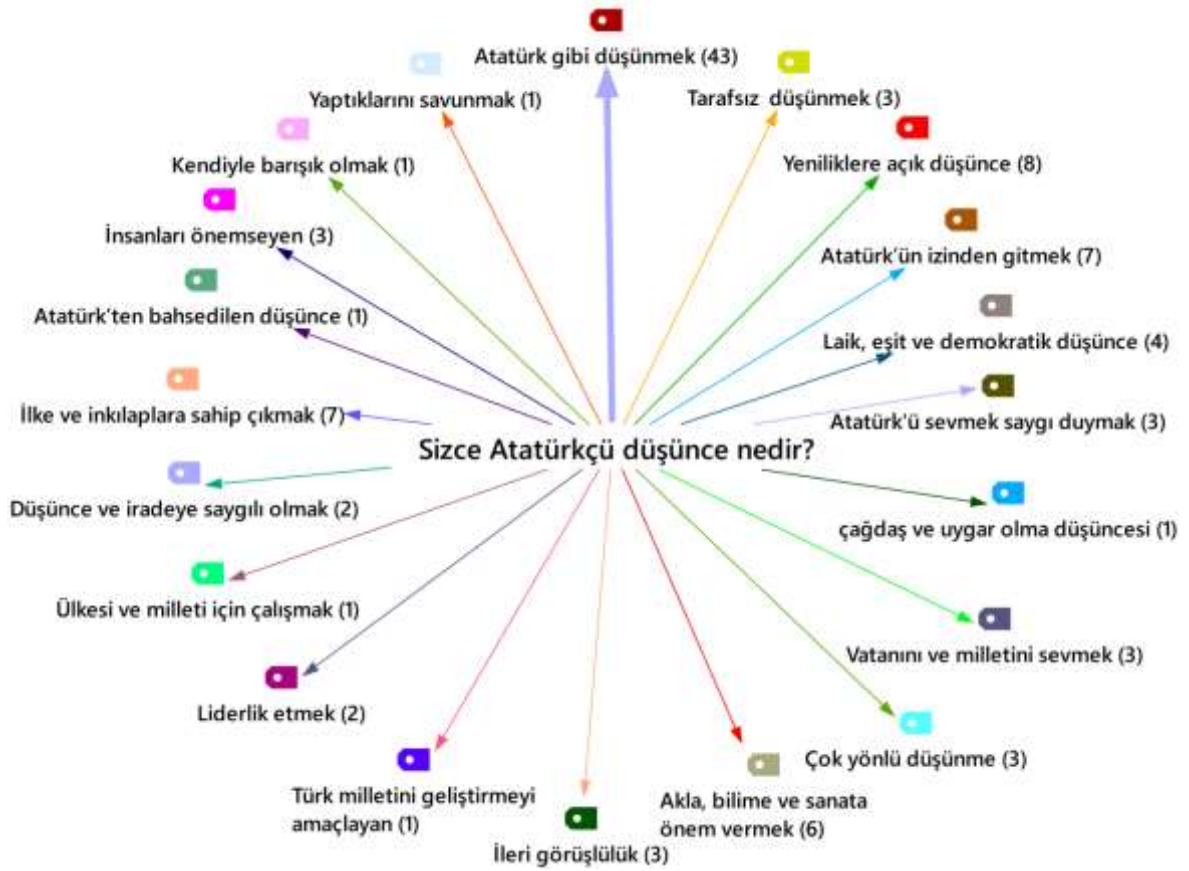 Atatürk gibi düşünmek (43)
Yaptıklarını savunmak (1)
Tarafsız düşünmek (3)
Kendiyle barışık olmak (1)
Yeniliklere açık düşünce (8)
İnsanları önemseyen (3)
Atatürk'ün izinden gitmek (7)
Atatürk'ten bahsedilen düşünce (1)
Laik, eşit ve demokratik düşünce (4)
İlke ve inkılaplara sahip çıkmak (7)
Atatürk'ü sevmek saygı duymak (3)
Sizce Atatürkçü düşünce nedir?
Düşünce ve iradeye saygılı olmak (2)
çağdaş ve uygar olma düşüncesi (1)
Ülkesi ve milleti için çalışmak (1)
Vatanını ve milletini sevmek (3)
Liderlik etmek (2)
Çok yönlü düşünme (3)
Türk milletini geliştirmeyi
amaçlayan (1)
Akla, bilime ve sanata
önem vermek (6)
İleri görüşlülük (3)